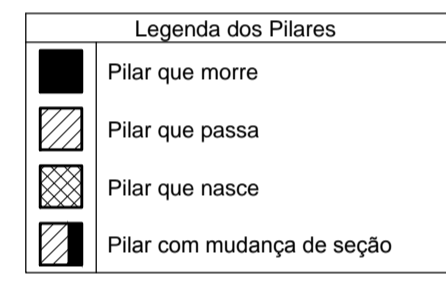 Legenda dos Pilares
Pilar que morre
Pilar que passa
Pilar que nasce
Pilar com mudança de seção